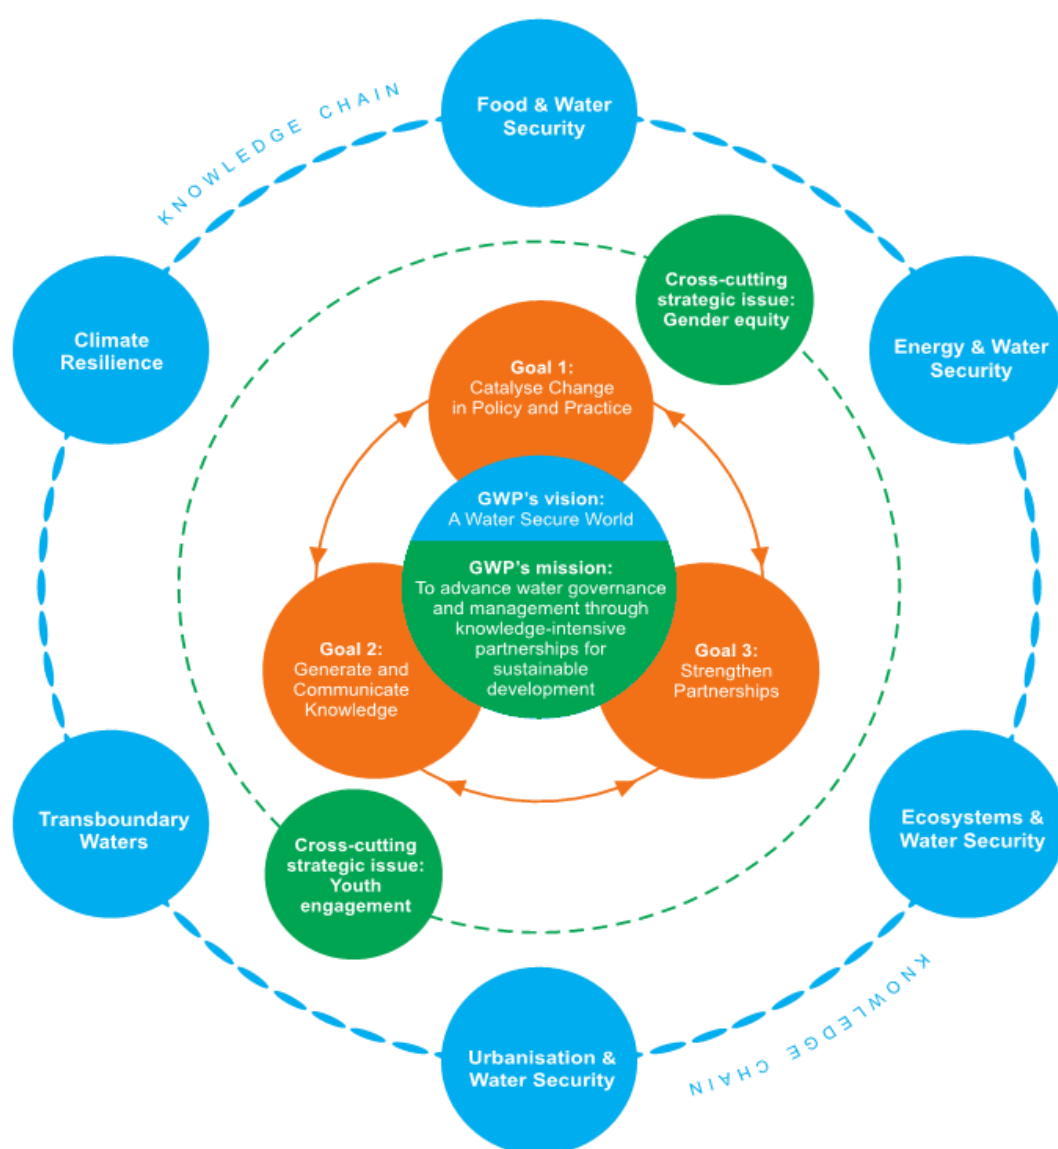 KNOWLEDGE CHAIN
Food & Water
Security
Cross-cutting
strategic issue:
Gender equity
Climate
Resilience
Energy & Water
Security
Goal 1:
Catalyse Change
in Policy and Practice
GWP's vision:
A Water Secure World
GWP's mission:
To advance water governance
and management through
knowledge-intensive
partnerships for
sustainable
development
Goal 2:
Generate and
Communicate
Knowledge
Goal 3:
Strengthen
Partnerships
Transboundary
Waters
Ecosystems &
Water Security
Cross-cutting
strategic issue:
Youth
engagement
Urbanisation &
Water Security
KNOWLEDGE CHAIN